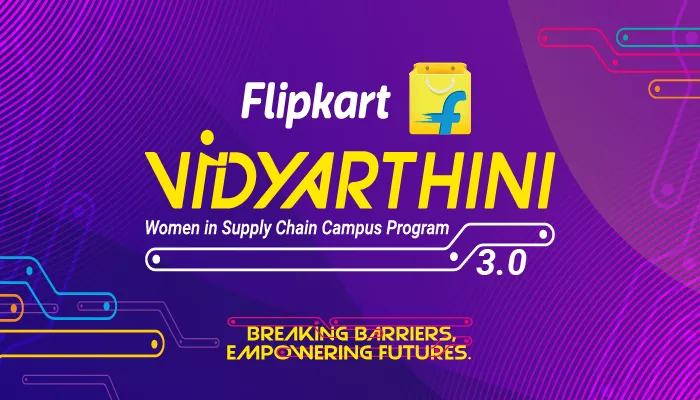 Flipkart
VIDYARTHINI
Women in Supply Chain Campus Program
3.0
BREAKING BARRIERS,
EMPOWERING FUTURES.